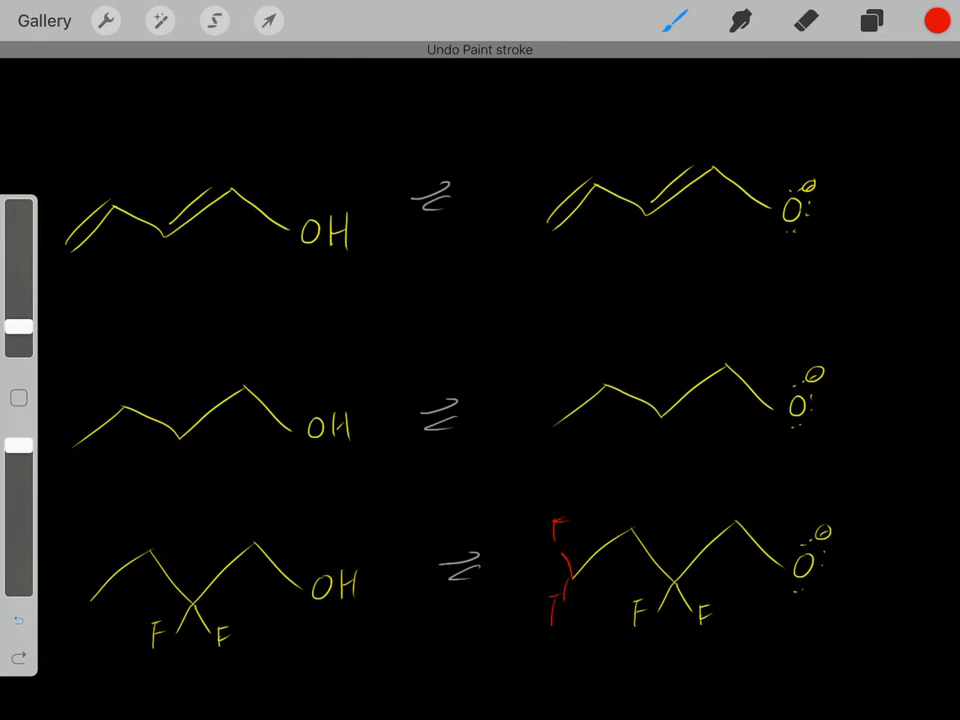 Gallery
Undo Paint stroke
OH ⇌ :Ö:⊖
OH ⇌ :Ö:⊖
F
OH ⇌ :Ö:⊖
F
F F F F